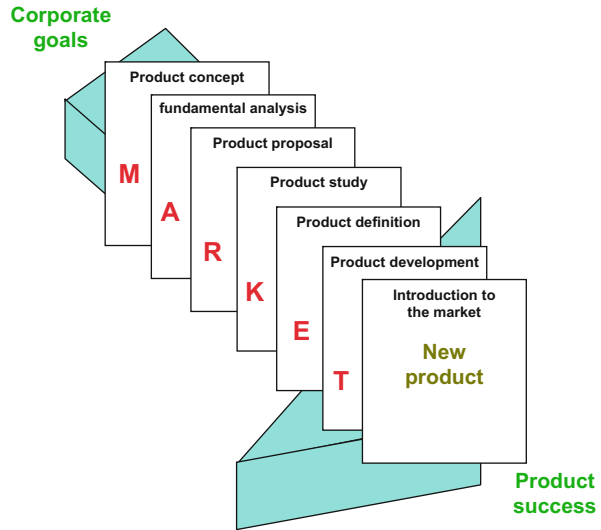 Corporate
goals
Product concept
fundamental analysis
Product proposal
M
Product study
A
Product definition
R
Product development
K
Introduction to
the market
E
New
product
T
Product
success